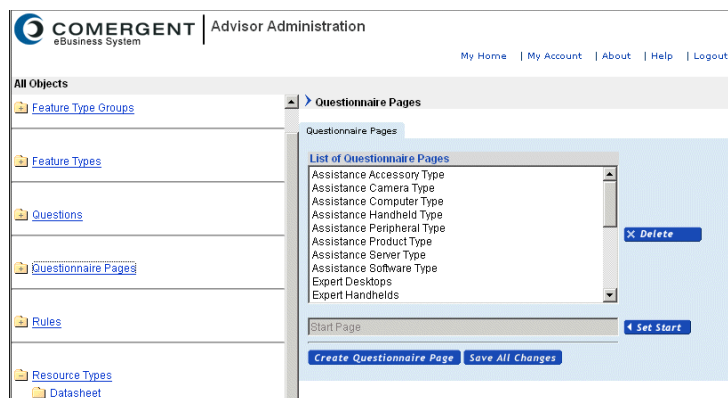 COMERGENT
eBusiness System
Advisor Administration
My Home | My Account | About | Help | Logout
All Objects
Feature Type Groups
Feature Types
Questions
Questionnaire Pages
Rules
Resource Types
Datasheet
Questionnaire Pages
Questionnaire Pages
List of Questionnaire Pages
Assistance Accessory Type
Assistance Camera Type
Assistance Computer Type
Assistance Handheld Type
Assistance Peripheral Type
Assistance Product Type
Assistance Server Type
Assistance Software Type
Expert Desktops
Expert Handhelds
Delete
Start Page
Set Start
Create Questionnaire Page
Save All Changes